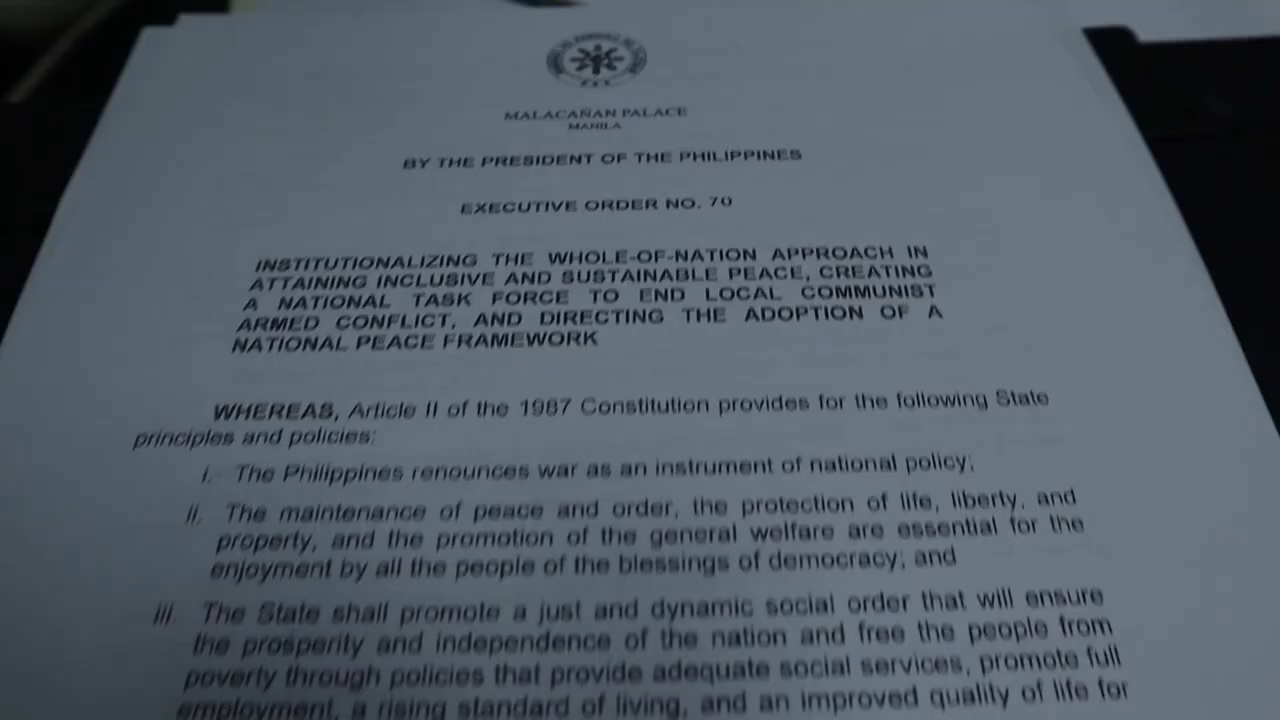 MALACAÑAN PALACE
MANILA
BY THE PRESIDENT OF THE PHILIPPINES
EXECUTIVE ORDER NO. 70
INSTITUTIONALIZING THE WHOLE-OF-NATION APPROACH IN
ATTAINING INCLUSIVE AND SUSTAINABLE PEACE, CREATING
A NATIONAL TASK FORCE TO END LOCAL COMMUNIST
ARMED CONFLICT, AND DIRECTING THE ADOPTION OF A
NATIONAL PEACE FRAMEWORK
WHEREAS, Article II of the 1987 Constitution provides for the following State
principles and policies:
i. The Philippines renounces war as an instrument of national policy;
ii. The maintenance of peace and order, the protection of life, liberty, and
property, and the promotion of the general welfare are essential for the
enjoyment by all the people of the blessings of democracy; and
iii. The State shall promote a just and dynamic social order that will ensure
the prosperity and independence of the nation and free the people from
poverty through policies that provide adequate social services, promote full
employment, a rising standard of living, and an improved quality of life for